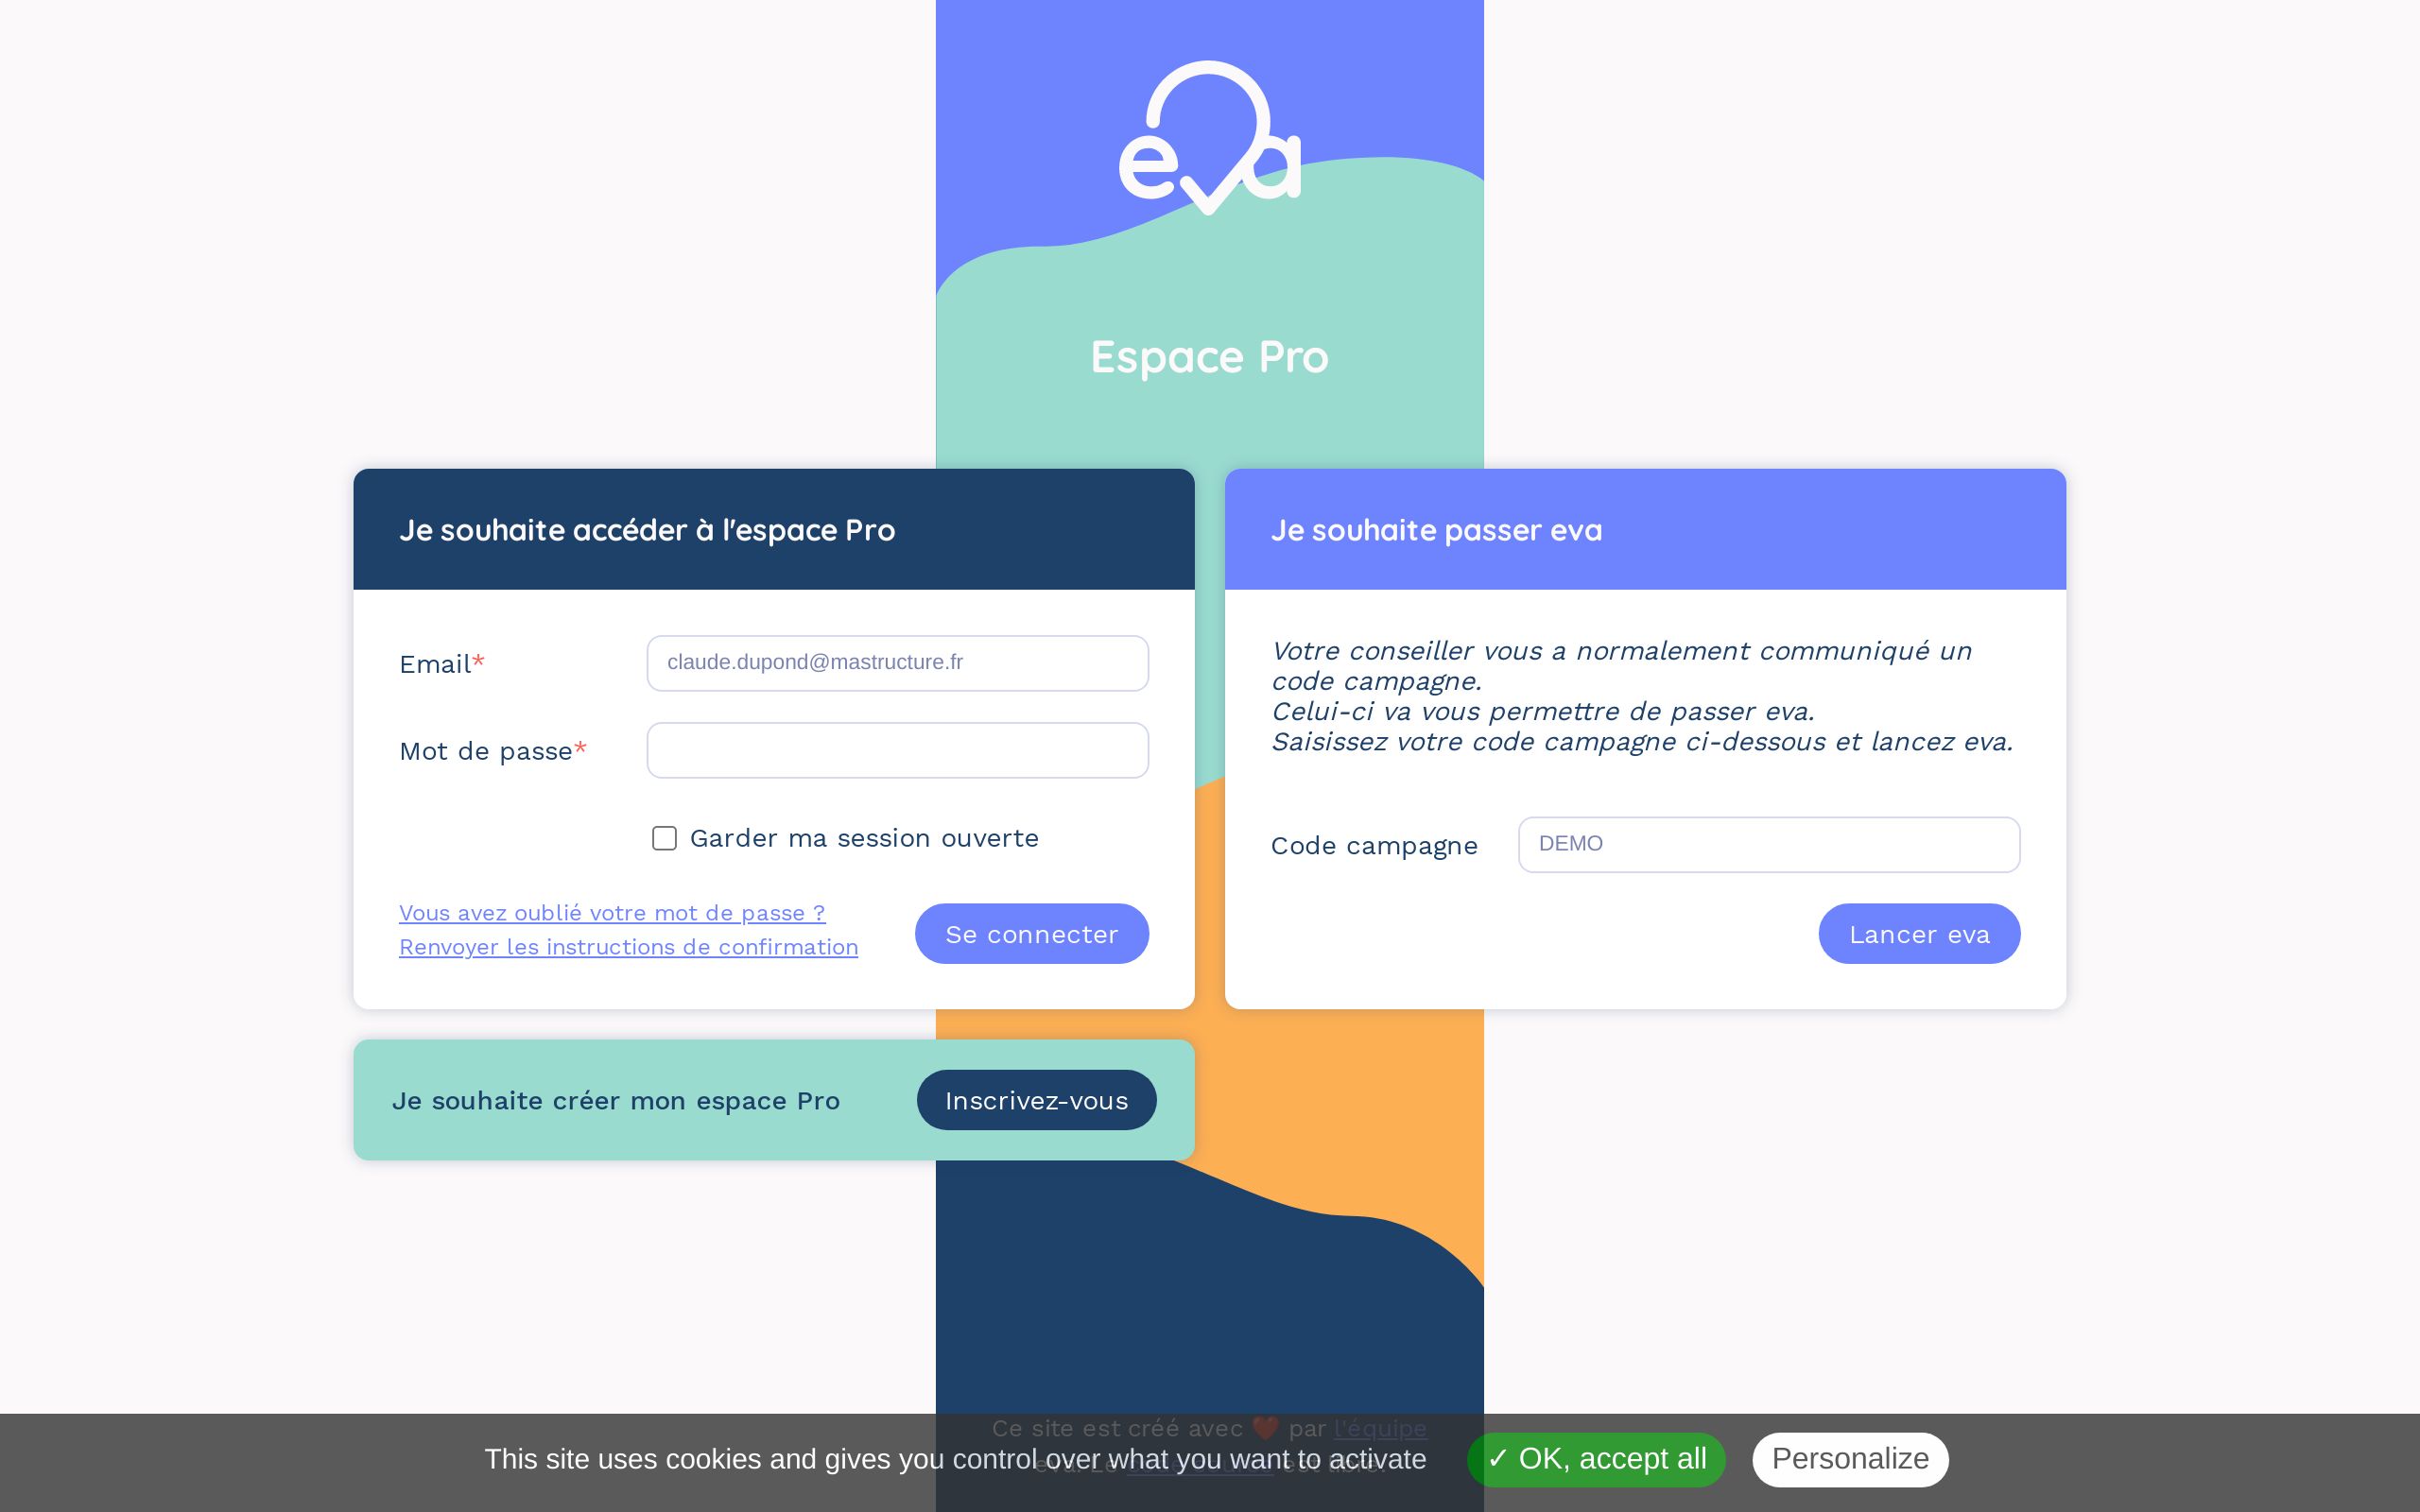 eva
Espace Pro
Je souhaite accéder à l'espace Pro
Email*
claude.dupond@mastructure.fr
Mot de passe*
Garder ma session ouverte
Vous avez oublié votre mot de passe ?
Renvoyer les instructions de confirmation
Se connecter
Je souhaite passer eva
Votre conseiller vous a normalement communiqué un
code campagne.
Celui-ci va vous permettre de passer eva.
Saisissez votre code campagne ci-dessous et lancez eva.
Code campagne
DEMO
Lancer eva
Je souhaite créer mon espace Pro
Inscrivez-vous
Ce site est créé avec ❤️ par l'équipe
eva. Le est libre.
This site uses cookies and gives you control over what you want to activate
✓ OK, accept all
Personalize